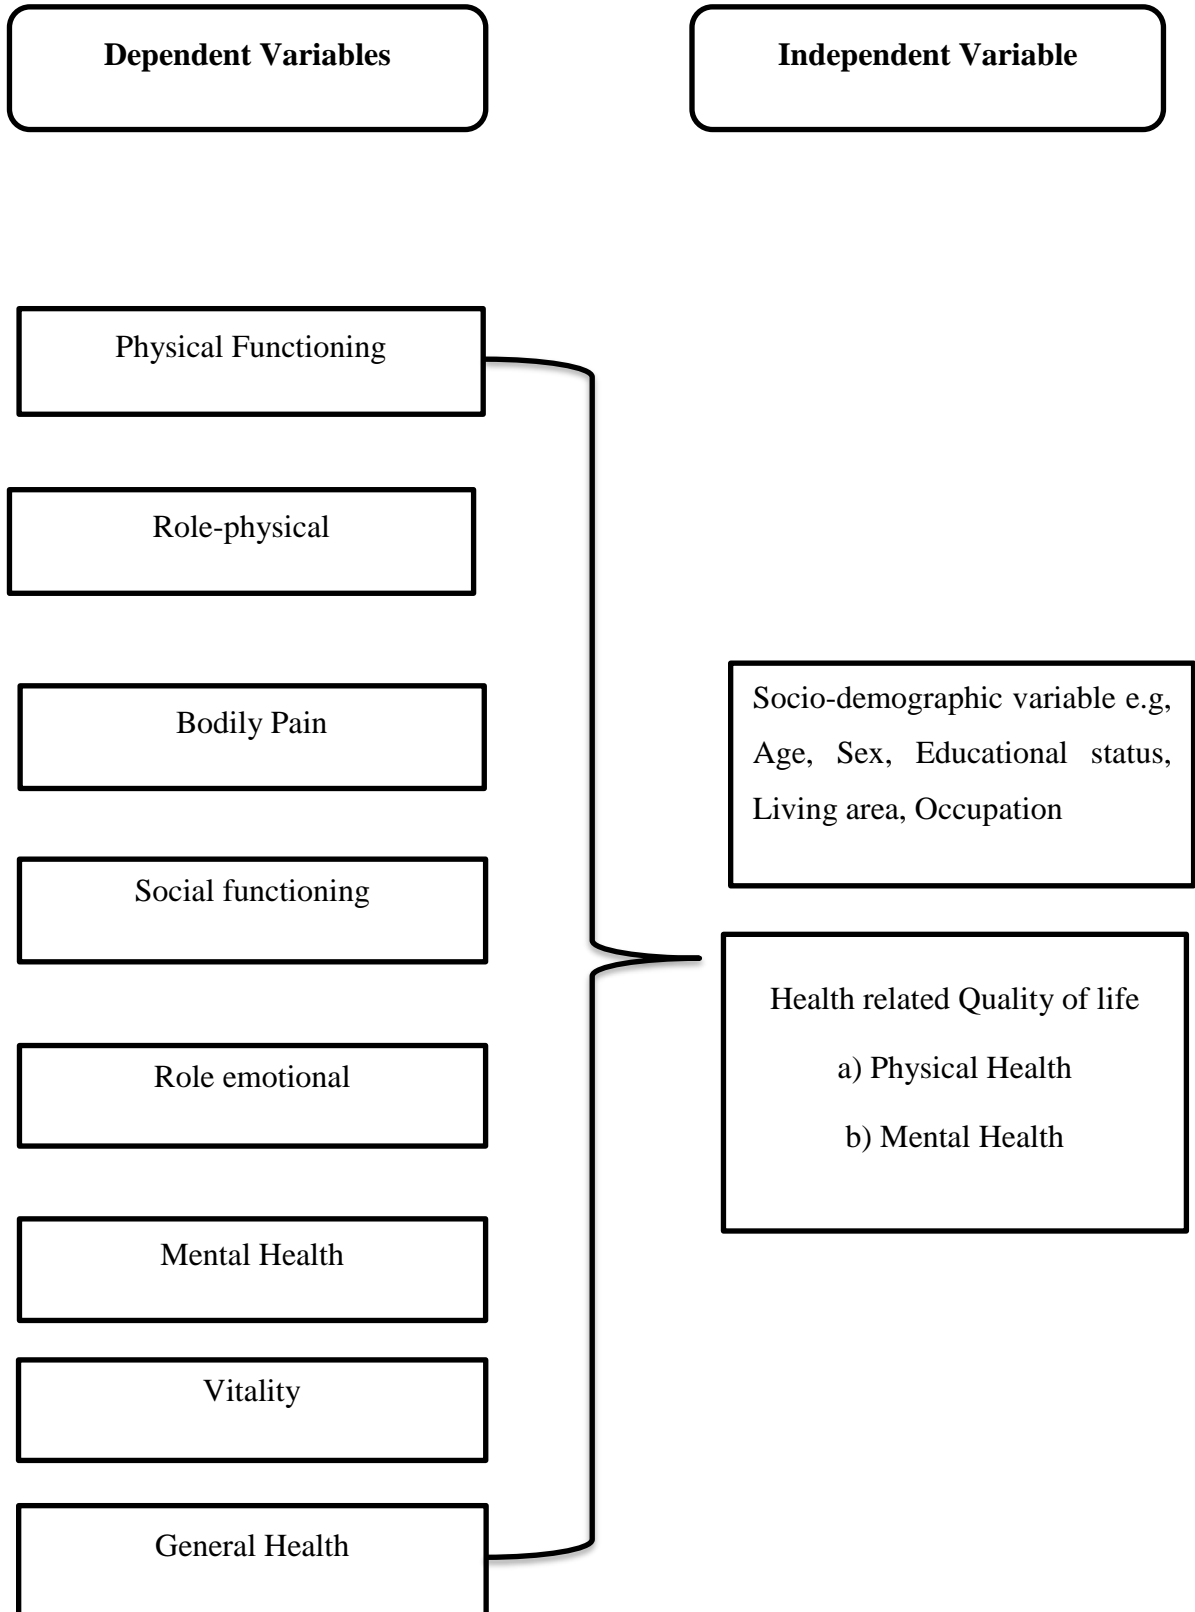 Dependent Variables
Independent Variable
Physical Functioning
Role-physical
Bodily Pain
Social functioning
Role emotional
Mental Health
Vitality
General Health
Socio-demographic variable e.g,
Age, Sex, Educational status,
Living area, Occupation
Health related Quality of life
a) Physical Health
b) Mental Health